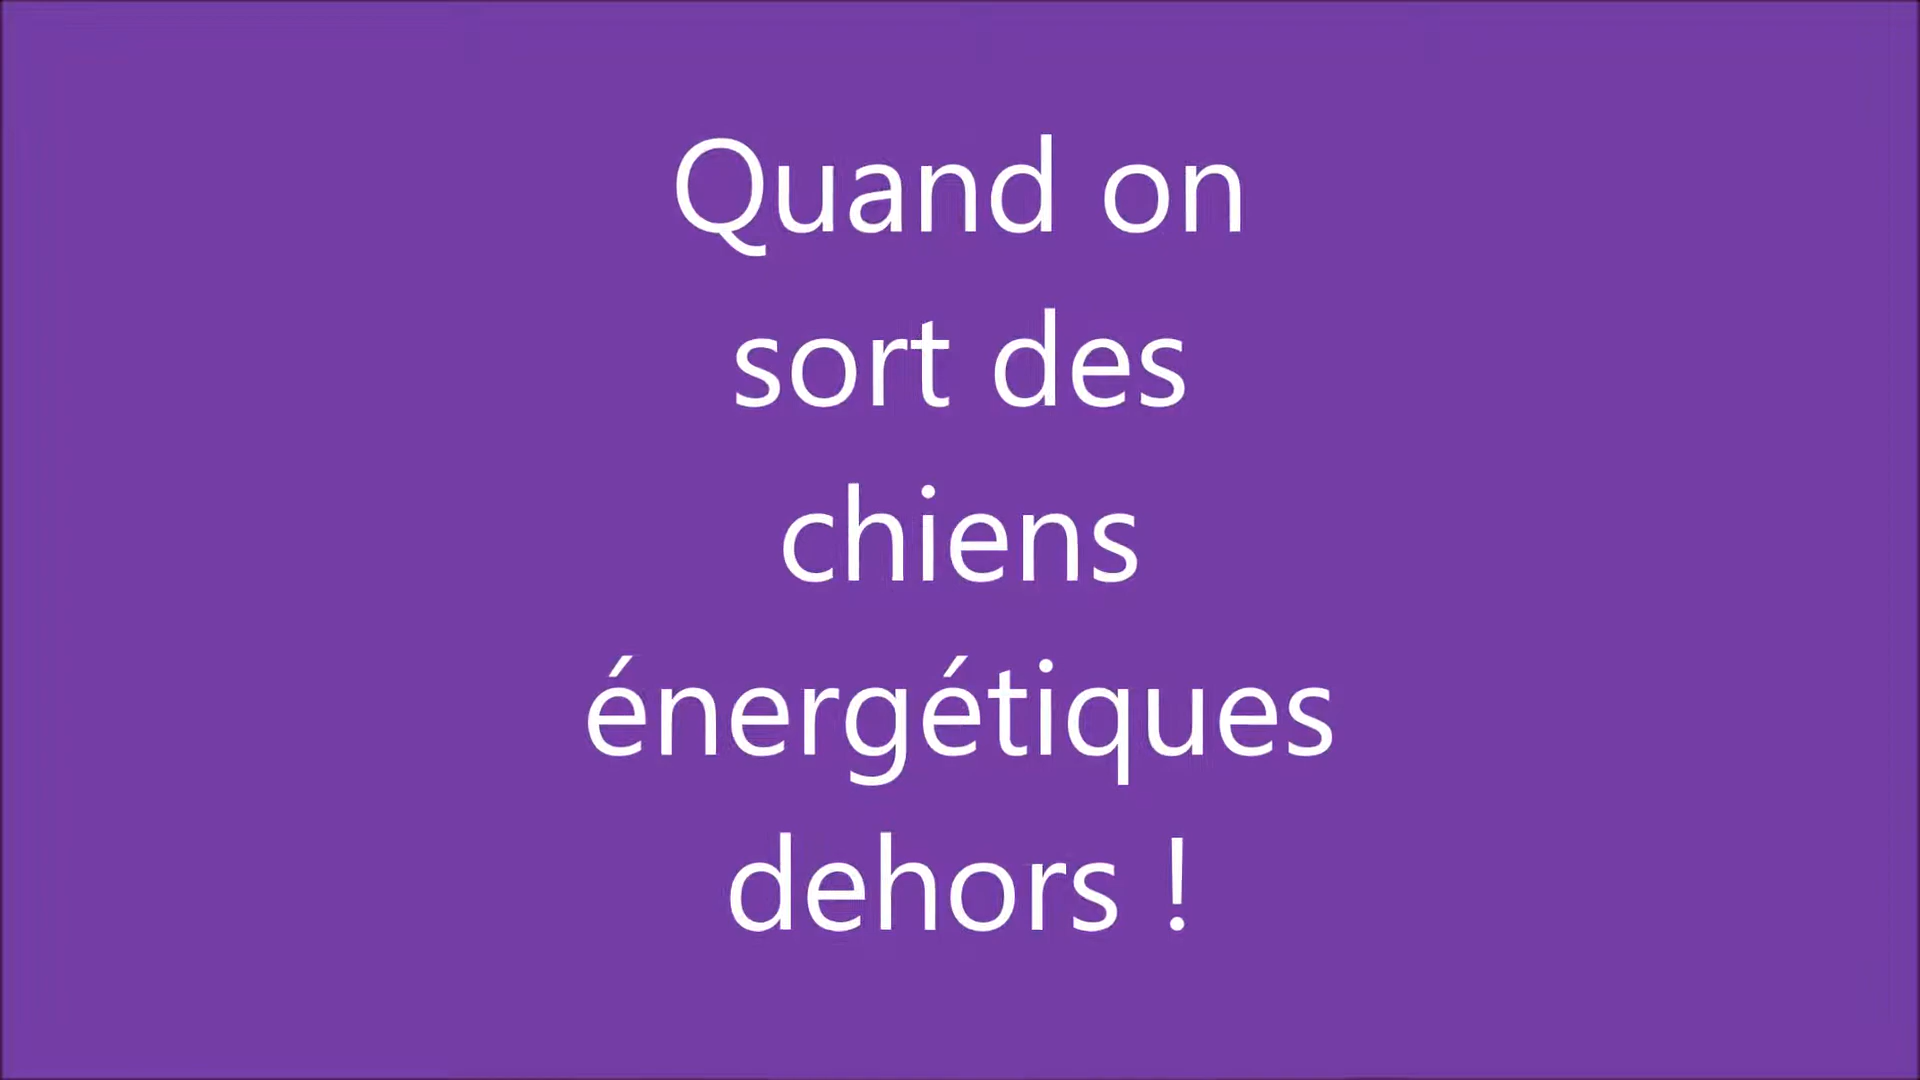 Quand on
sort des
chiens
énergétiques
dehors !